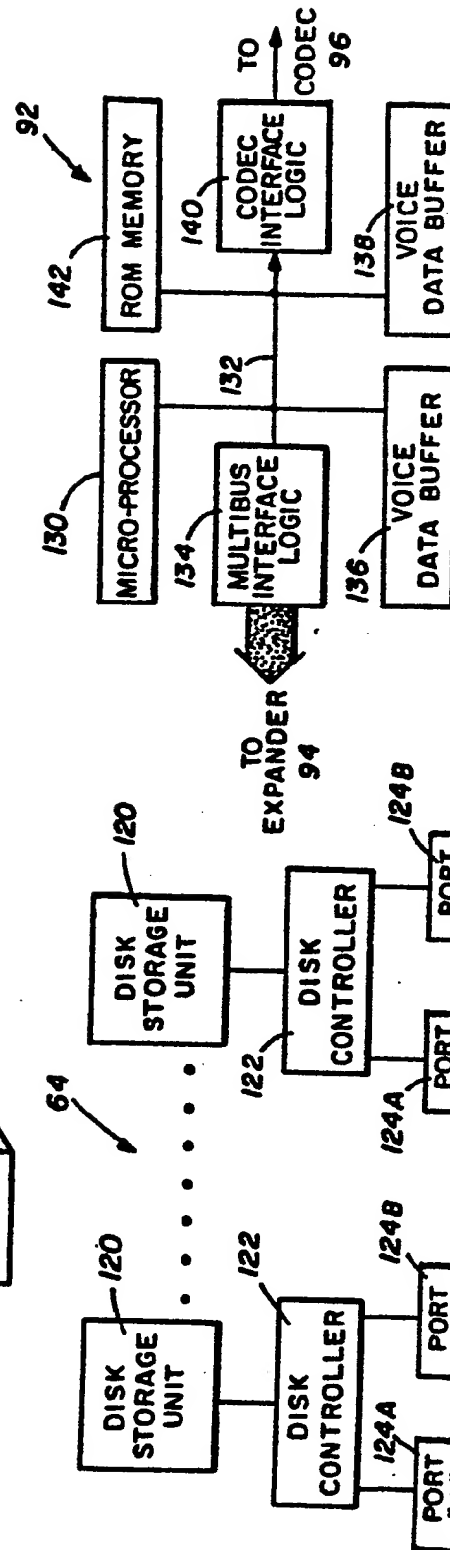 92
142
ROM MEMORY
130
MICRO-PROCESSOR
140
CODEC
INTERFACE
LOGIC
TO
CODEC
96
132
134
MULTIBUS
INTERFACE
LOGIC
TO
EXPANDER
94
138
VOICE
DATA BUFFER
136
VOICE
DATA BUFFER
64
120
DISK
STORAGE
UNIT
120
DISK
STORAGE
UNIT
122
DISK
CONTROLLER
122
DISK
CONTROLLER
124A
PORT
124B
PORT
124A
PORT
124B
PORT